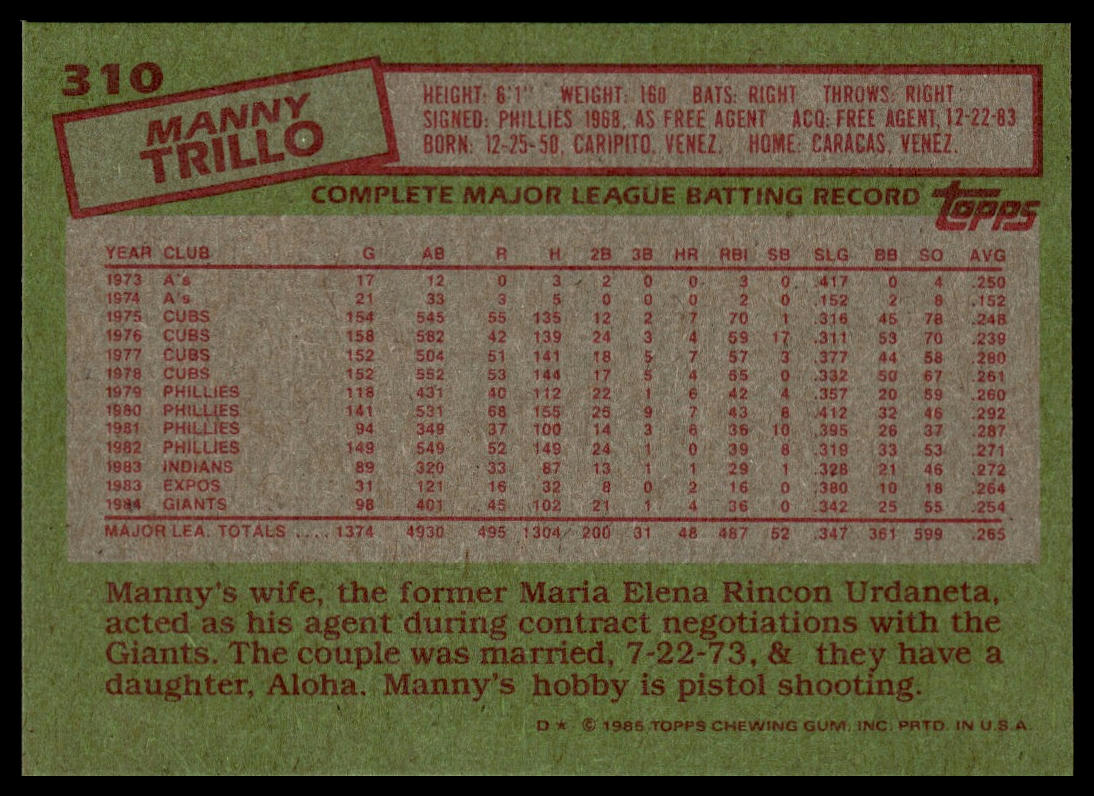 310
MANNY
TRILLO
HEIGHT: 6'1" WEIGHT: 160 BATS: RIGHT THROWS: RIGHT
SIGNED: PHILLIES 1968, AS FREE AGENT ACQ: FREE AGENT, 12-22-83
BORN: 12-25-50, CARIPITO, VENEZ. HOME: CARACAS, VENEZ.
COMPLETE MAJOR LEAGUE BATTING RECORD topps
YEAR CLUB G AB R H 2B 3B HR RBI SB SLG BB SO AVG
1973 A's 17 12 0 3 2 0 0 3 0 .417 0 4 .250
1974 A's 21 33 3 5 0 0 0 2 0 .152 2 8 .152
1975 CUBS 154 545 55 135 12 2 7 70 1 .316 45 78 .248
1976 CUBS 158 582 42 139 24 3 4 59 17 .311 53 70 .239
1977 CUBS 152 504 51 141 18 5 7 57 3 .377 44 58 .280
1978 CUBS 152 552 53 144 17 5 4 55 0 .332 50 67 .261
1979 PHILLIES 118 431 40 112 22 1 6 42 4 .357 20 59 .260
1980 PHILLIES 141 531 68 155 25 9 7 43 8 .412 32 46 .292
1981 PHILLIES 94 349 37 100 14 3 6 36 10 .395 26 37 .287
1982 PHILLIES 149 549 52 149 24 1 0 39 8 .319 33 53 .271
1983 INDIANS 89 320 33 87 13 1 1 29 1 .328 21 46 .272
1983 EXPOS 31 121 16 32 8 0 2 16 0 .380 10 18 .264
1984 GIANTS 98 401 45 102 21 1 4 36 0 .342 25 55 .254
MAJOR LEA. TOTALS .... 1374 4930 495 1304 200 31 48 487 52 .347 361 599 .265
Manny's wife, the former Maria Elena Rincon Urdaneta,
acted as his agent during contract negotiations with the
Giants. The couple was married, 7-22-73, & they have a
daughter, Aloha. Manny's hobby is pistol shooting.
D ★ © 1985 TOPPS CHEWING GUM, INC. PRTD. IN U.S.A.